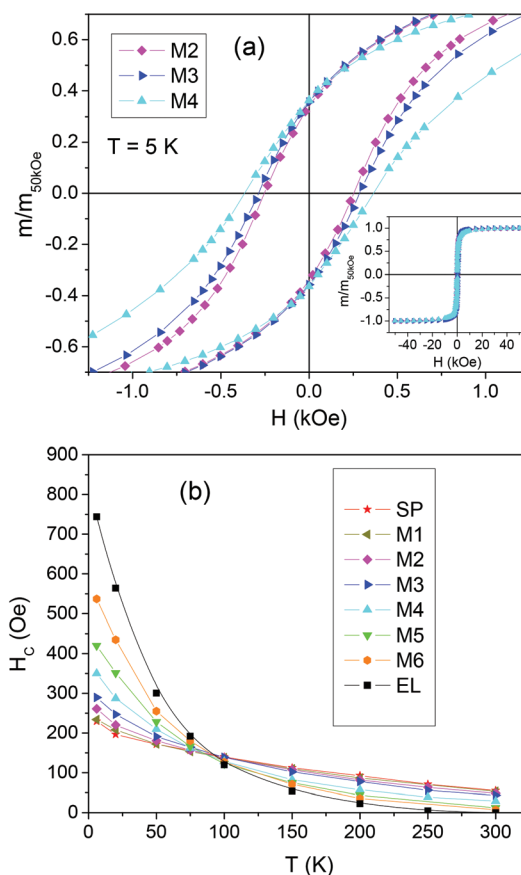 M2
M3
M4
(a)
T = 5 K
0.6
0.4
0.2
0.0
-0.2
-0.4
-0.6
m/m50kOe
-1.0 -0.5 0.0 0.5 1.0
H (kOe)
1.0
0.5
0.0
-0.5
-1.0
m/m50kOe
-40 -20 0 20 40
H (kOe)
(b)
900
800
700
600
500
400
300
200
100
0
HC (Oe)
SP
M1
M2
M3
M4
M5
M6
EL
0 50 100 150 200 250 300
T (K)